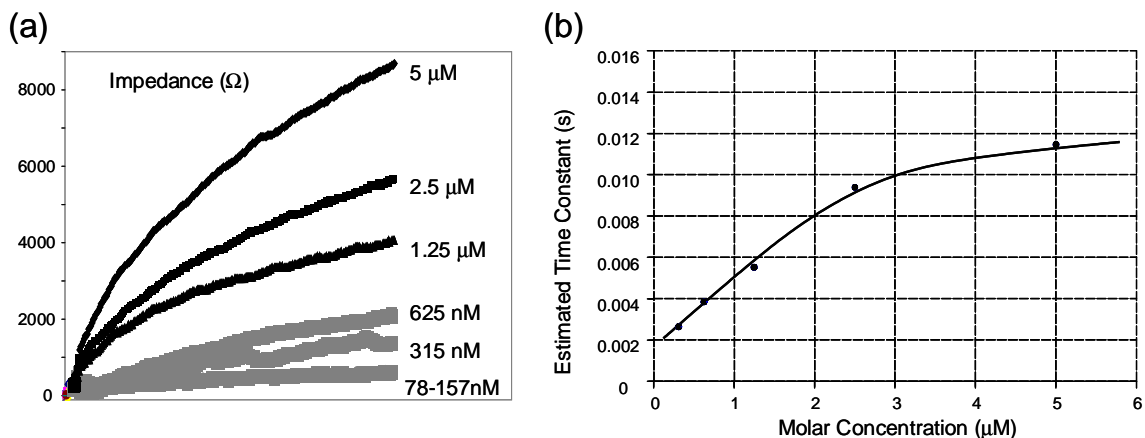 (a)
Impedance (Ω)
8000
6000
4000
2000
0
5 μM
2.5 μM
1.25 μM
625 nM
315 nM
78-157nM
(b)
Estimated Time Constant (s)
0.016
0.014
0.012
0.010
0.008
0.006
0.004
0.002
0
0 1 2 3 4 5 6
Molar Concentration (μM)